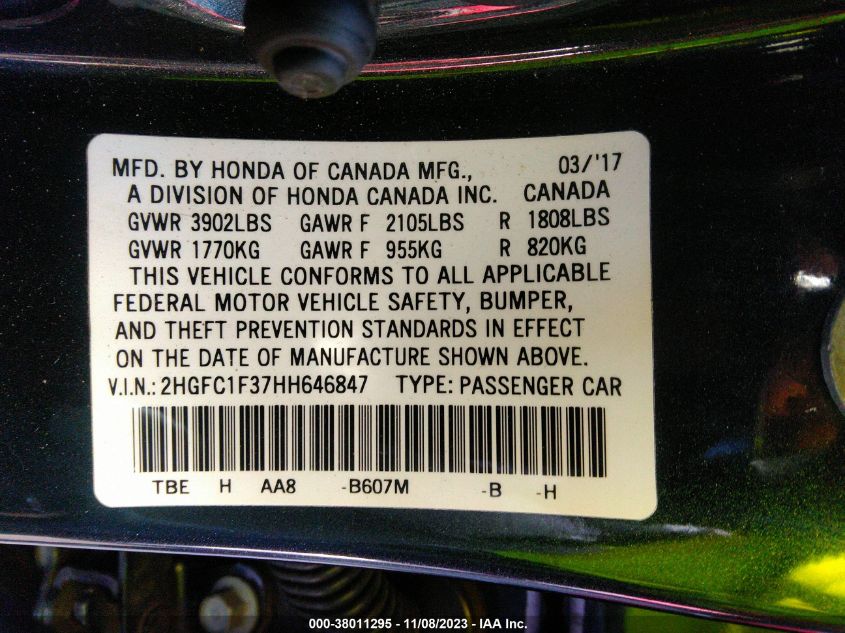 MFD. BY HONDA OF CANADA MFG., 03/'17
A DIVISION OF HONDA CANADA INC. CANADA
GVWR 3902LBS GAWR F 2105LBS R 1808LBS
GVWR 1770KG GAWR F 955KG R 820KG
THIS VEHICLE CONFORMS TO ALL APPLICABLE
FEDERAL MOTOR VEHICLE SAFETY, BUMPER,
AND THEFT PREVENTION STANDARDS IN EFFECT
ON THE DATE OF MANUFACTURE SHOWN ABOVE.
V.I.N.: 2HGFC1F37HH646847 TYPE: PASSENGER CAR
TBE H AA8 -B607M -B -H
000-38011295 - 11/08/2023 - IAA Inc.